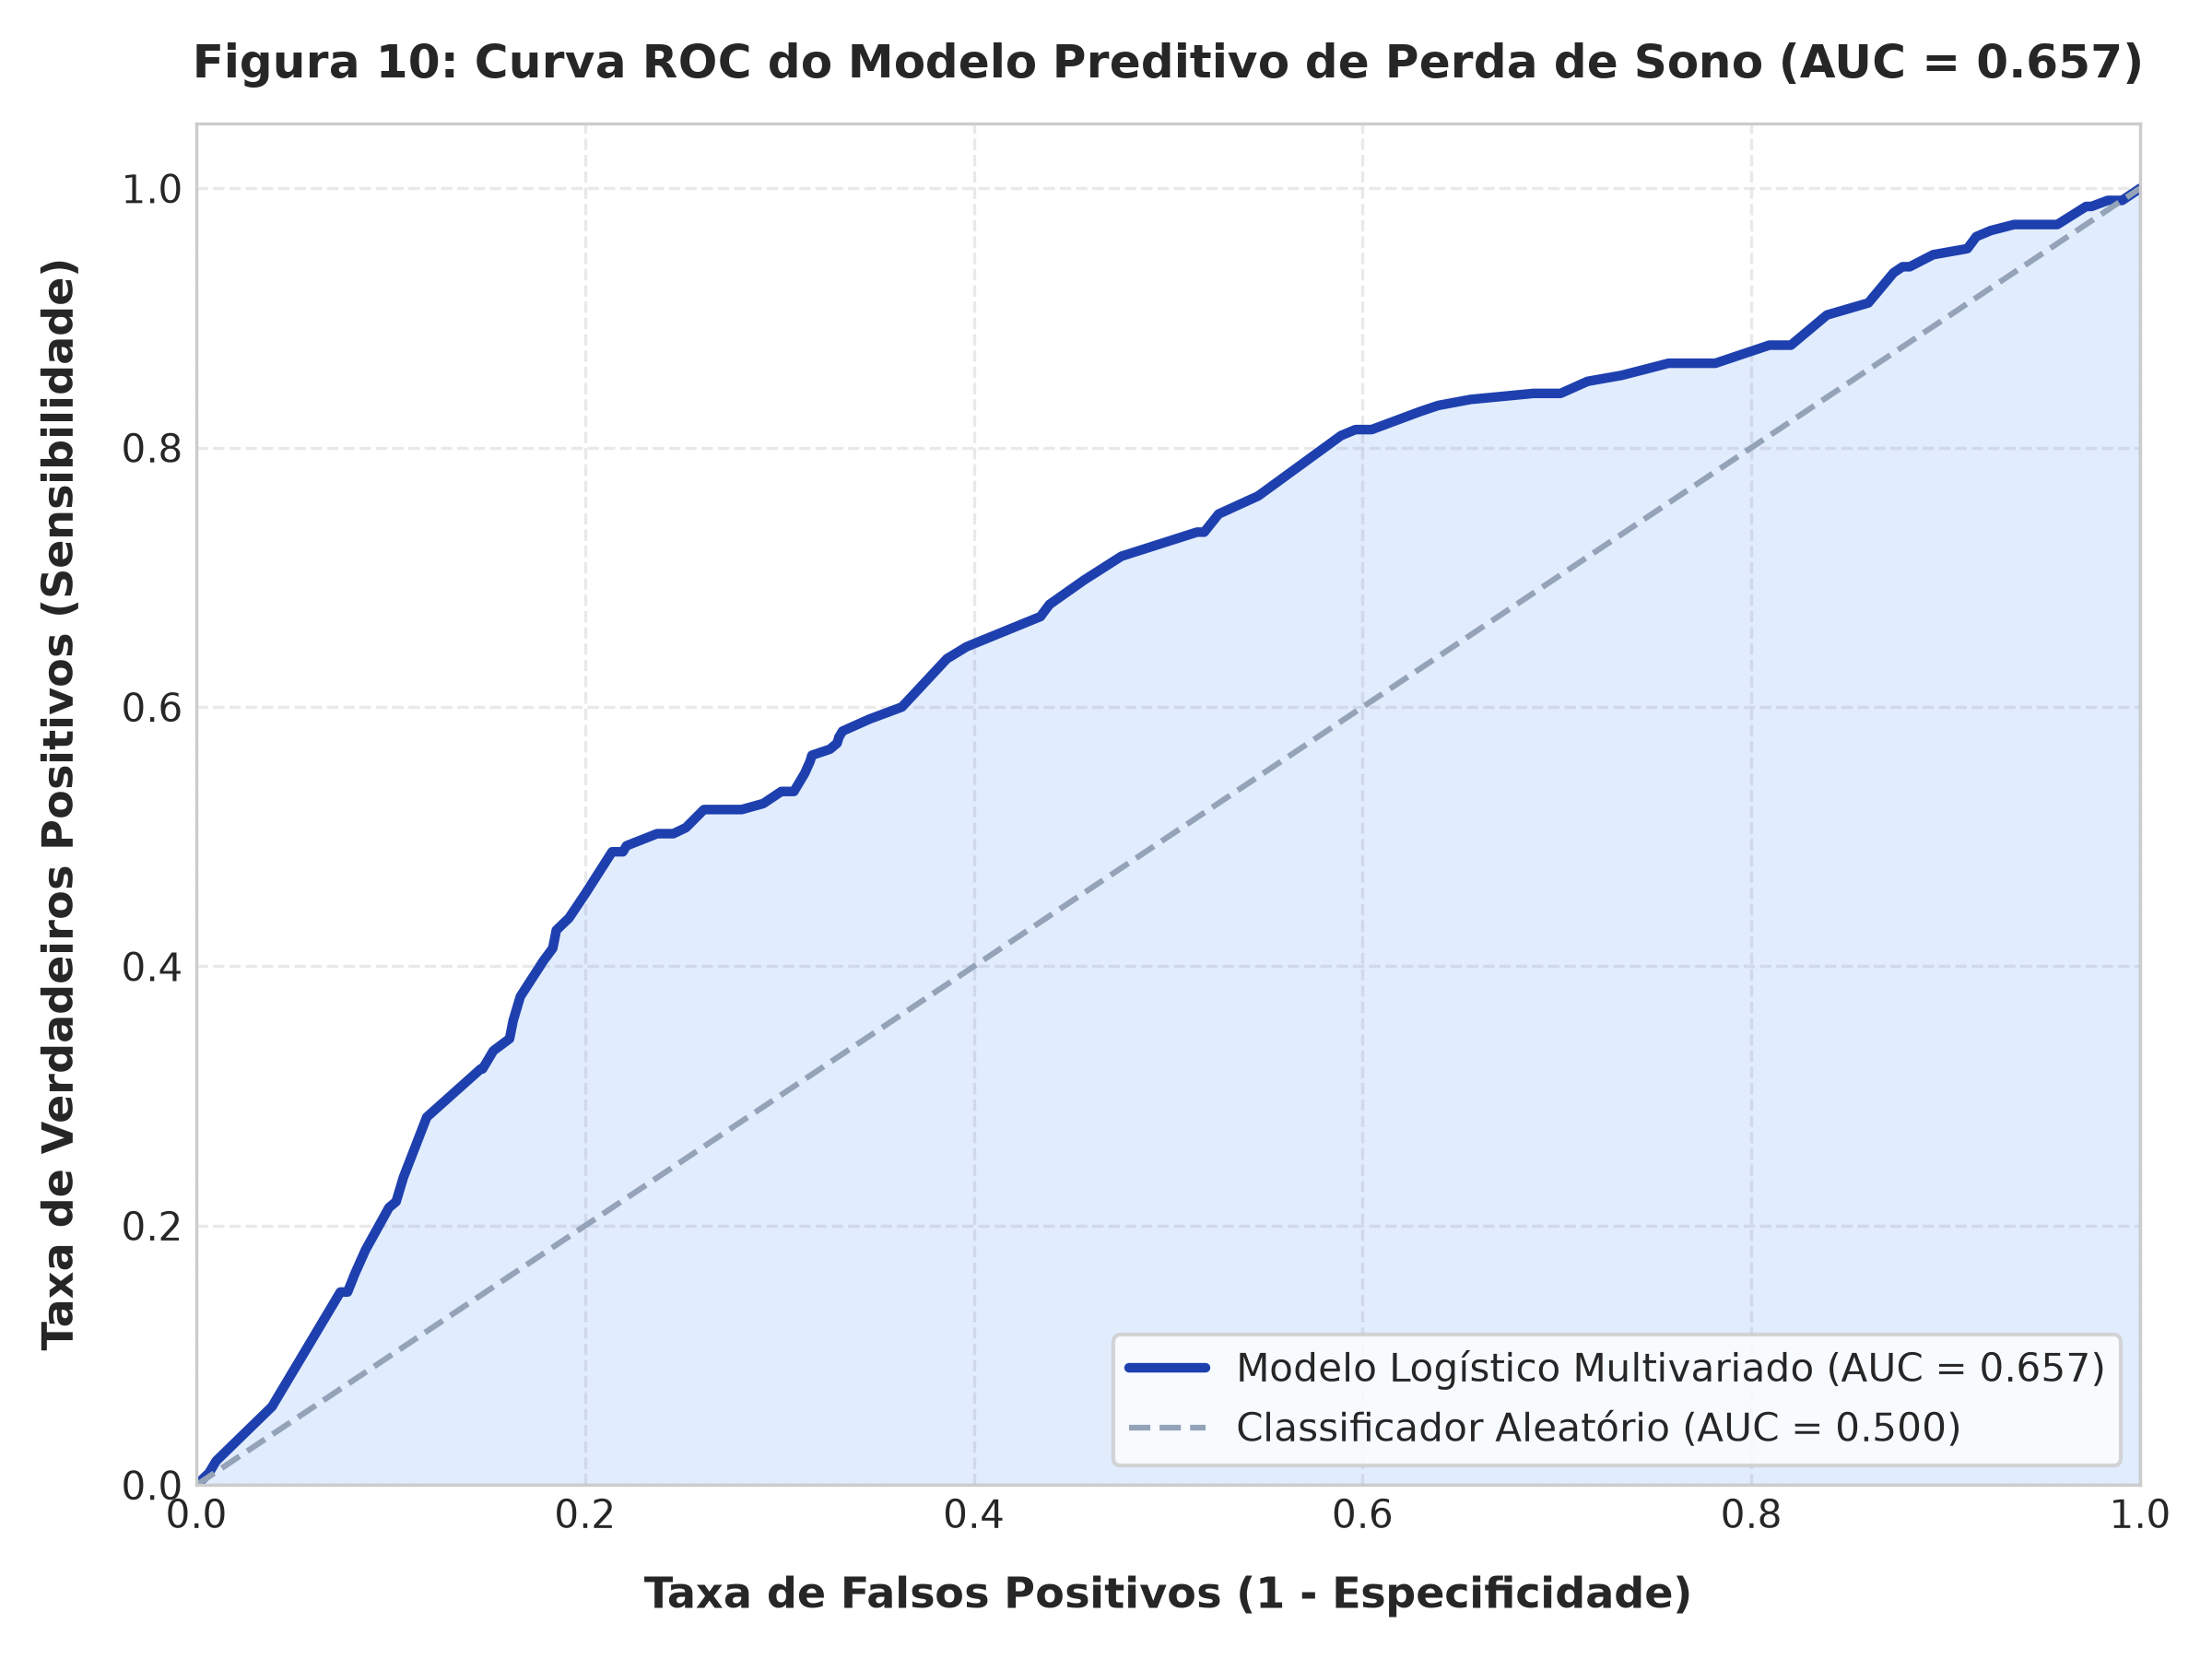 Figura 10: Curva ROC do Modelo Preditivo de Perda de Sono (AUC = 0.657)
Taxa de Verdadeiros Positivos (Sensibilidade)
1.0
0.8
0.6
0.4
0.2
0.0
0.0
0.2
0.4
0.6
0.8
1.0
Modelo Logístico Multivariado (AUC = 0.657)
Classificador Aleatório (AUC = 0.500)
Taxa de Falsos Positivos (1 - Especificidade)